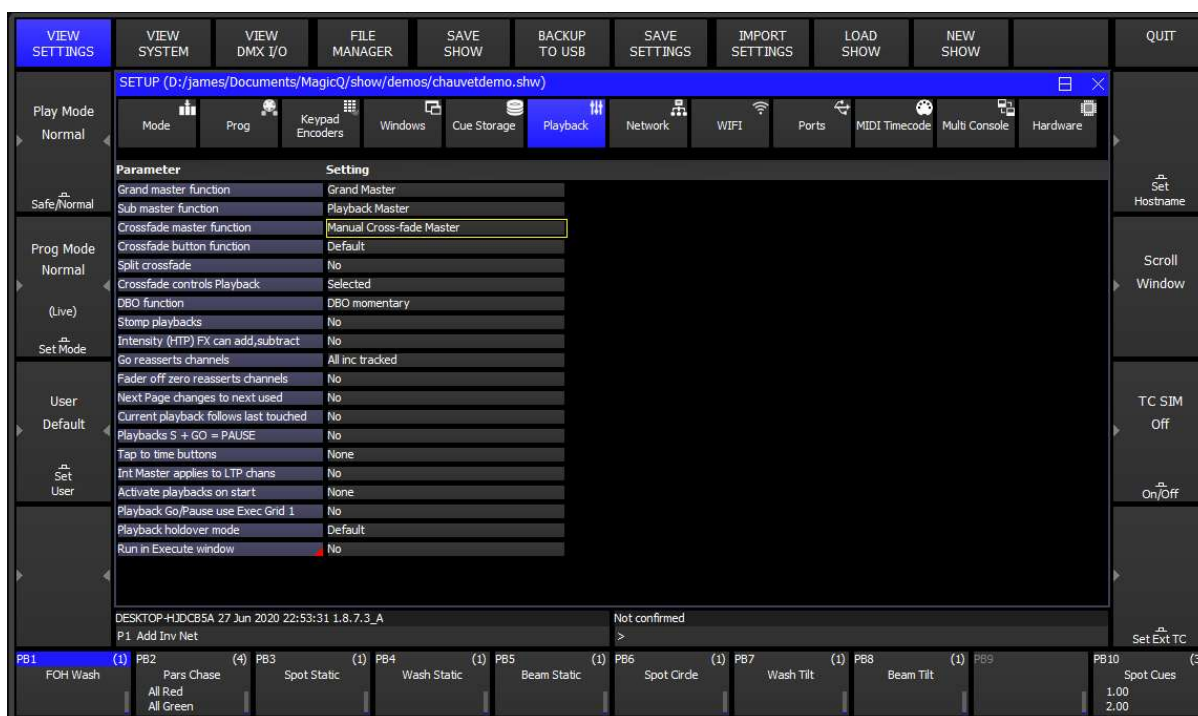 VIEW SETTINGS
VIEW SYSTEM
VIEW DMX I/O
FILE MANAGER
SAVE SHOW
BACKUP TO USB
SAVE SETTINGS
IMPORT SETTINGS
LOAD SHOW
NEW SHOW
QUIT
SETUP (D:/james/Documents/MagicQ/show/demos/chauvetdemo.shw)
Mode
Prog
Keypad Encoders
Windows
Cue Storage
Playback
Network
WIFI
Ports
MIDI Timecode
Multi Console
Hardware
Play Mode
Normal
Safe/Normal
Prog Mode
Normal
(Live)
Set Mode
User
Default
Set User
Parameter Setting
Grand master function Grand Master
Sub master function Playback Master
Crossfade master function Manual Cross-fade Master
Crossfade button function Default
Split crossfade No
Crossfade controls Playback Selected
DBO function DBO momentary
Stomp playbacks No
Intensity (HTP) FX can add,subtract No
Go reasserts channels All inc tracked
Fader off zero reasserts channels No
Next Page changes to next used No
Current playback follows last touched No
Playbacks S + GO = PAUSE No
Tap to time buttons None
Int Master applies to LTP chans No
Activate playbacks on start None
Playback Go/Pause use Exec Grid 1 No
Playback holdover mode Default
Run in Execute window No
Set Hostname
Scroll
Window
TC SIM
Off
On/Off
Set Ext TC
DESKTOP-HJDCB5A 27 Jun 2020 22:53:31 1.8.7.3_A
Not confirmed
P1 Add Inv Net
>
PB1 (1)
FOH Wash
PB2 (4)
Pars Chase
All Red
All Green
PB3 (1)
Spot Static
PB4 (1)
Wash Static
PB5 (1)
Beam Static
PB6 (1)
Spot Circle
PB7 (1)
Wash Tilt
PB8 (1)
Beam Tilt
PB9
PB10 (3
Spot Cues
1.00
2.00